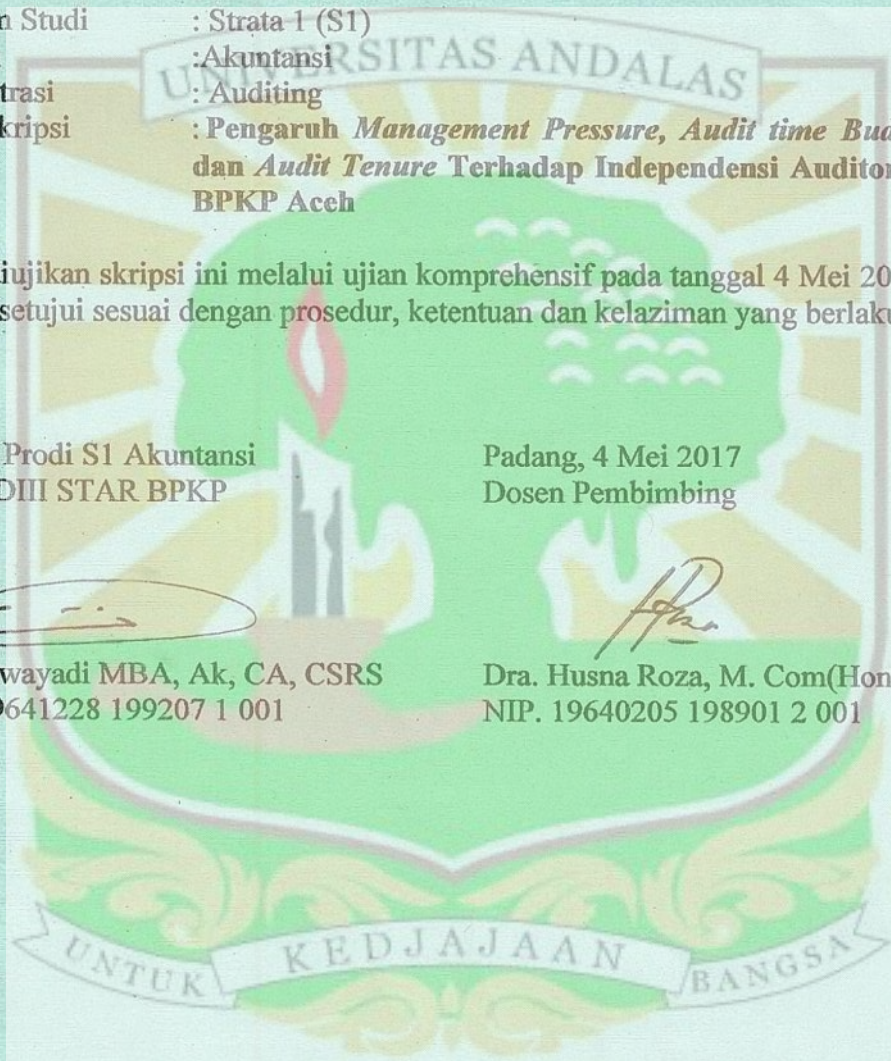 n Studi : Strata 1 (S1)
:Akuntansi
UNIVERSITAS ANDALAS
trasi : Auditing
kripsi : Pengaruh Management Pressure, Audit time Bud
dan Audit Tenure Terhadap Independensi Auditor
BPKP Aceh
iujikan skripsi ini melalui ujian komprehensif pada tanggal 4 Mei 20
setujui sesuai dengan prosedur, ketentuan dan kelaziman yang berlaku
Prodi S1 Akuntansi
DIII STAR BPKP
Padang, 4 Mei 2017
Dosen Pembimbing
wayadi MBA, Ak, CA, CSRS
9641228 199207 1 001
Dra. Husna Roza, M. Com(Hon
NIP. 19640205 198901 2 001
UNTUK KEDJAJAAN BANGSA